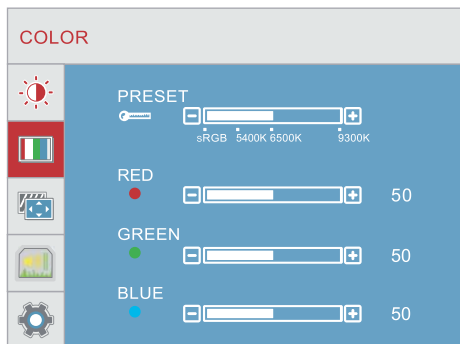 COLOR
PRESET
sRGB 5400K 6500K 9300K
RED
50
GREEN
50
BLUE
50